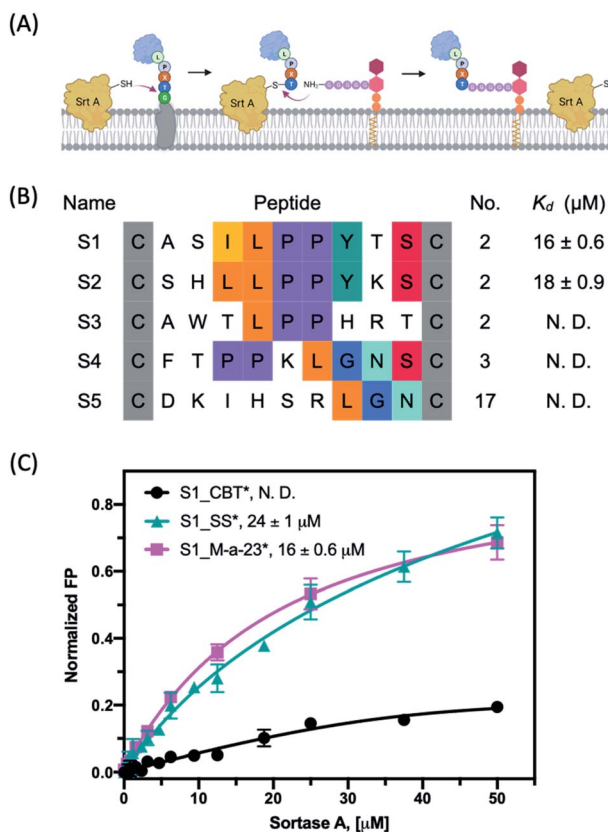 (A)
L
P
X
T
G
SH
Srt A
L
P
X
T
S
NH₂
G G G G G
Srt A
L
P
X
T
G G G G G
Srt A
S
(B) Name Peptide No. Kd (µM)
S1 C A S I L P P Y T S C 2 16 ± 0.6
S2 C S H L L P P Y K S C 2 18 ± 0.9
S3 C A W T L P P H R T C 2 N. D.
S4 C F T P P K L G N S C 3 N. D.
S5 C D K I H S R L G N C 17 N. D.
(C)
S1_CBT*, N. D.
S1_SS*, 24 ± 1 µM
S1_M-a-23*, 16 ± 0.6 µM
Normalized FP
0.8
0.6
0.4
0.2
0.0
0 10 20 30 40 50
Sortase A, [µM]